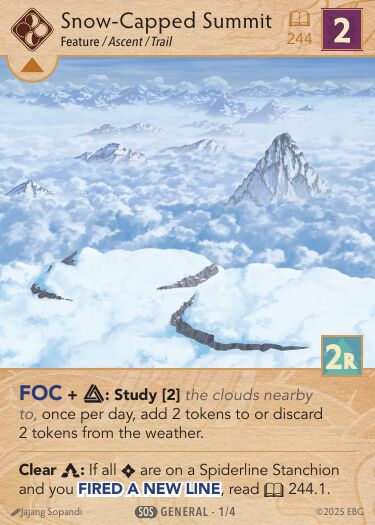 Snow-Capped Summit
244
2
Feature / Ascent / Trail
2R
FOC + : Study [2] the clouds nearby
to, once per day, add 2 tokens to or discard
2 tokens from the weather.
Clear : If all are on a Spiderline Stanchion
and you FIRED A NEW LINE, read 244.1.
Jajang Sopandi
SOS GENERAL · 1/4
©2025 EBG